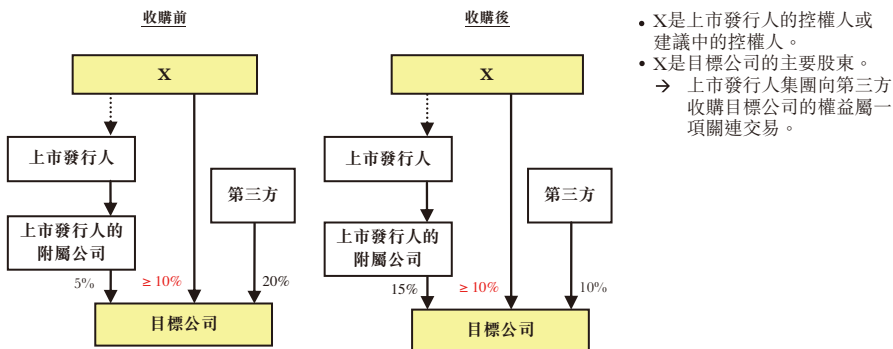 收購前
X
上市發行人
第三方
上市發行人的
附屬公司
5%
≥ 10%
20%
目標公司
收購後
X
上市發行人
第三方
上市發行人的
附屬公司
15%
≥ 10%
10%
目標公司
• X是上市發行人的控權人或
建議中的控權人。
• X是目標公司的主要股東。
→ 上市發行人集團向第三方
收購目標公司的權益屬一
項關連交易。